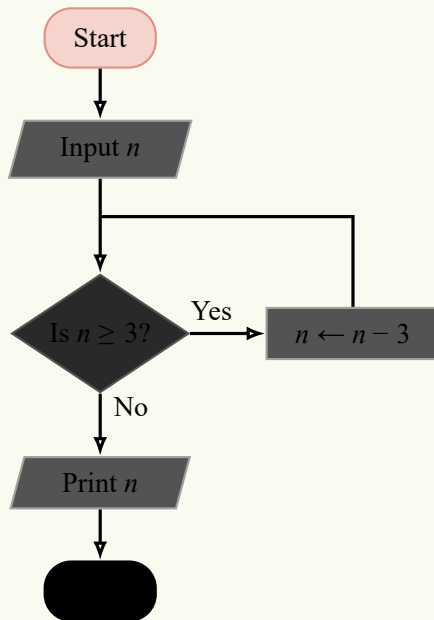 Start
Input n
Is n ≥ 3?
Yes
n ← n − 3
No
Print n